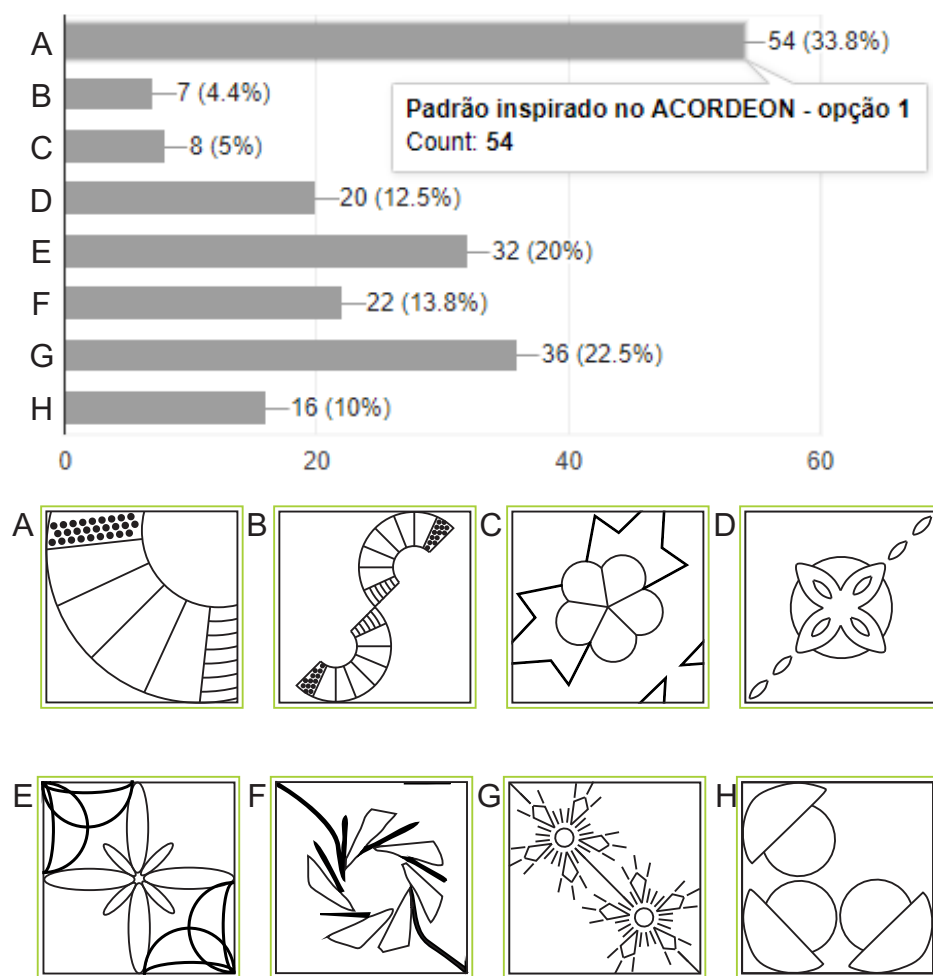 A 54 (33.8%)
Padrão inspirado no ACORDEON - opção 1
Count: 54
B 7 (4.4%)
C 8 (5%)
D 20 (12.5%)
E 32 (20%)
F 22 (13.8%)
G 36 (22.5%)
H 16 (10%)
0 20 40 60
A B C D
E F G H